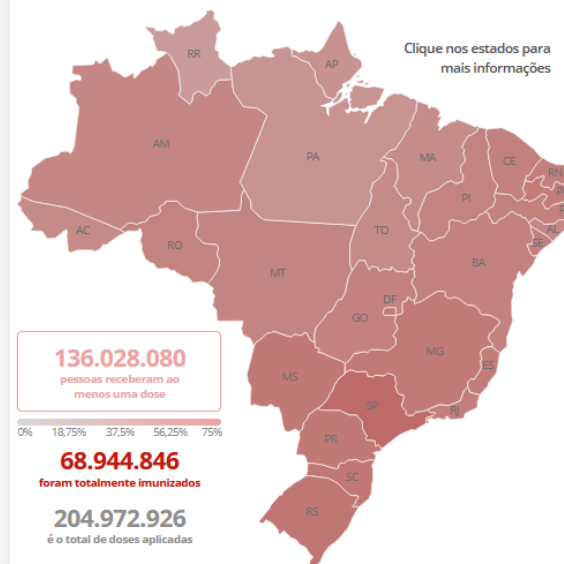 Clique nos estados para
mais informações
RR
AP
AM
PA
MA
CE
RN
PI
AC
RO
TO
AL
SE
MT
BA
DF
GO
MG
ES
MS
SP
RJ
PR
SC
RS
136.028.080
pessoas receberam ao
menos uma dose
0% 18,75% 37,5% 56,25% 75%
68.944.846
foram totalmente imunizados
204.972.926
é o total de doses aplicadas